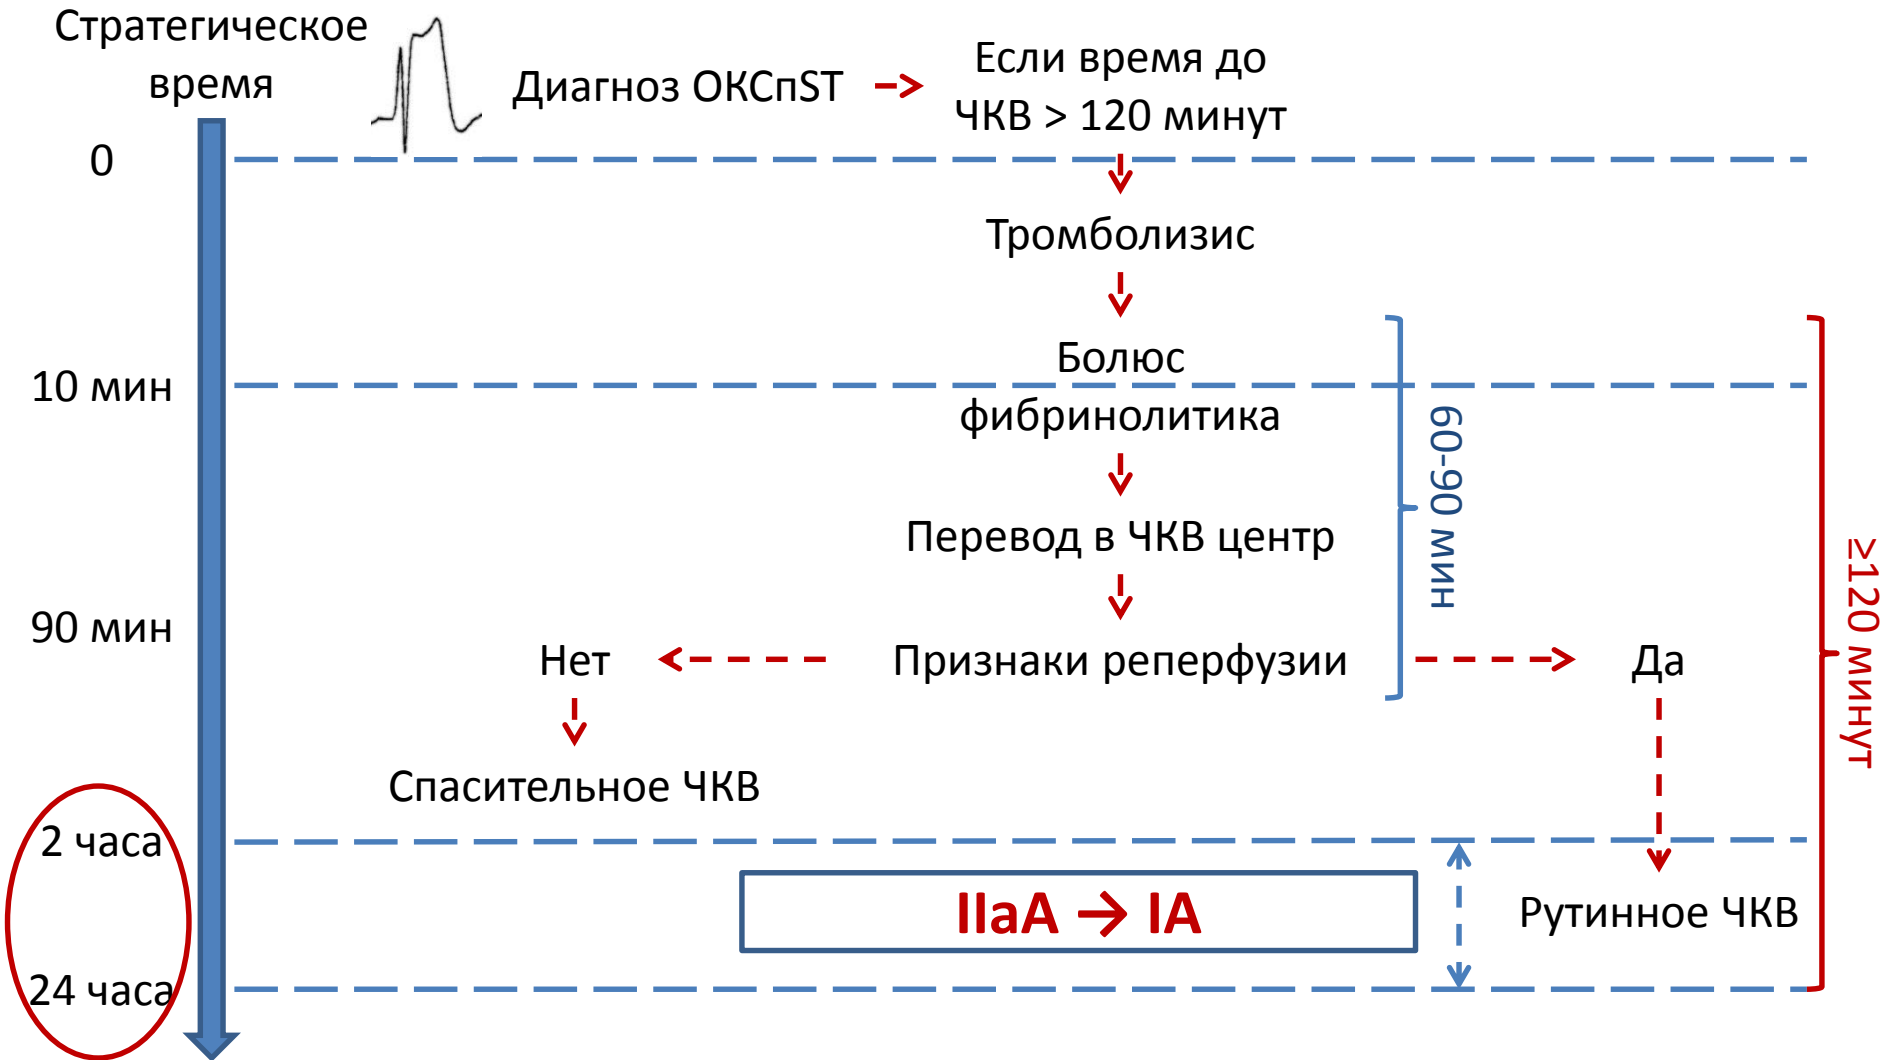 Стратегическое
время
Диагноз ОКСпST
Если время до
ЧКВ > 120 минут
0
Тромболизис
Болюс
10 мин
фибринолитика
60-90 мин
Перевод в ЧКВ центр
≥120 минут
90 мин
Нет
Признаки реперфузии
Да
Спасительное ЧКВ
2 часа
IIaA → IA
Рутинное ЧКВ
24 часа